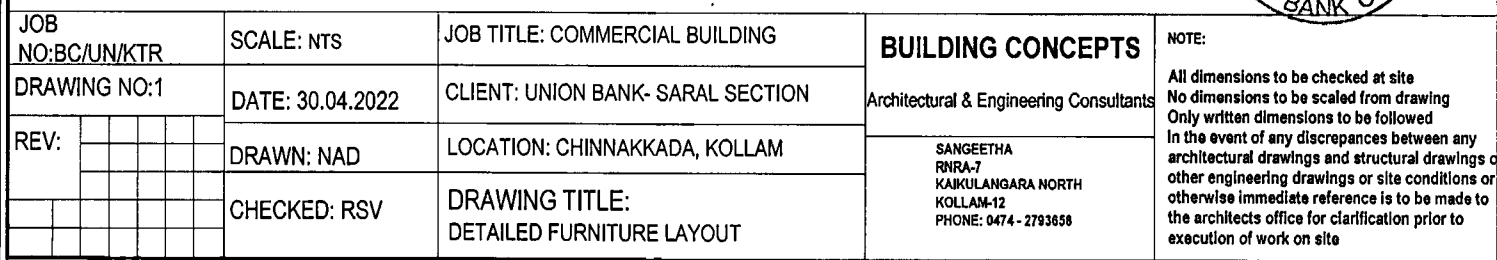 BANK
JOB
NO:BC/UN/KTR
DRAWING NO:1
REV:
SCALE: NTS
DATE: 30.04.2022
DRAWN: NAD
CHECKED: RSV
JOB TITLE: COMMERCIAL BUILDING
CLIENT: UNION BANK- SARAL SECTION
LOCATION: CHINNAKKADA, KOLLAM
DRAWING TITLE:
DETAILED FURNITURE LAYOUT
BUILDING CONCEPTS
Architectural & Engineering Consultants
SANGEETHA
RNRA-7
KAIKULANGARA NORTH
KOLLAM-12
PHONE: 0474 - 2793658
NOTE:
All dimensions to be checked at site
No dimensions to be scaled from drawing
Only written dimensions to be followed
In the event of any discrepances between any
architectural drawings and structural drawings o
other engineering drawings or site conditions or
otherwise immediate reference is to be made to
the architects office for clarification prior to
execution of work on site